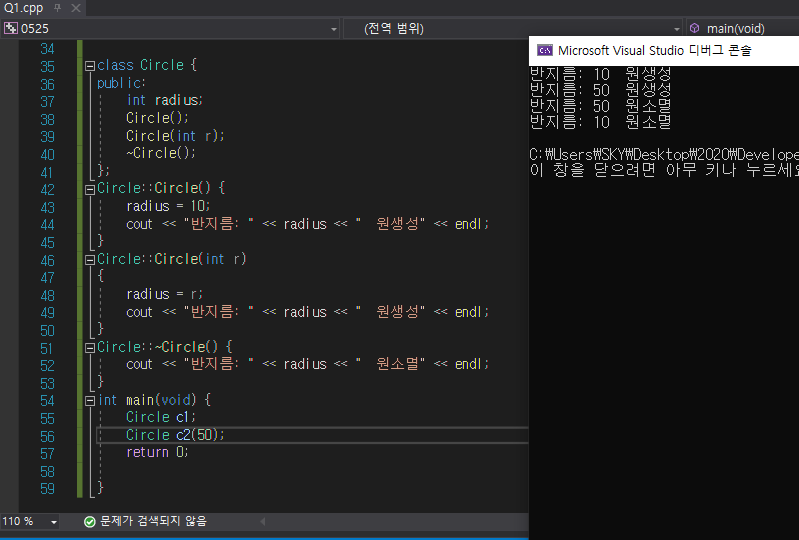 Q1.cpp
0525 (전역 범위) main(void)
34
35 class Circle {
36 public:
37 int radius;
38 Circle();
39 Circle(int r);
40 ~Circle();
41 };
42 Circle::Circle() {
43 radius = 10;
44 cout << "반지름: " << radius << "  원생성" << endl;
45 }
46 Circle::Circle(int r)
47 {
48 radius = r;
49 cout << "반지름: " << radius << "  원생성" << endl;
50 }
51 Circle::~Circle() {
52 cout << "반지름: " << radius << "  원소멸" << endl;
53 }
54 int main(void) {
55 Circle c1;
56 Circle c2(50);
57 return 0;
58
59 }
110 % 문제가 검색되지 않음
Microsoft Visual Studio 디버그 콘솔
반지름: 10  원생성
반지름: 50  원생성
반지름: 50  원소멸
반지름: 10  원소멸
C:₩Users₩SKY₩Desktop₩2020₩Develope
이 창을 닫으려면 아무 키나 누르세요